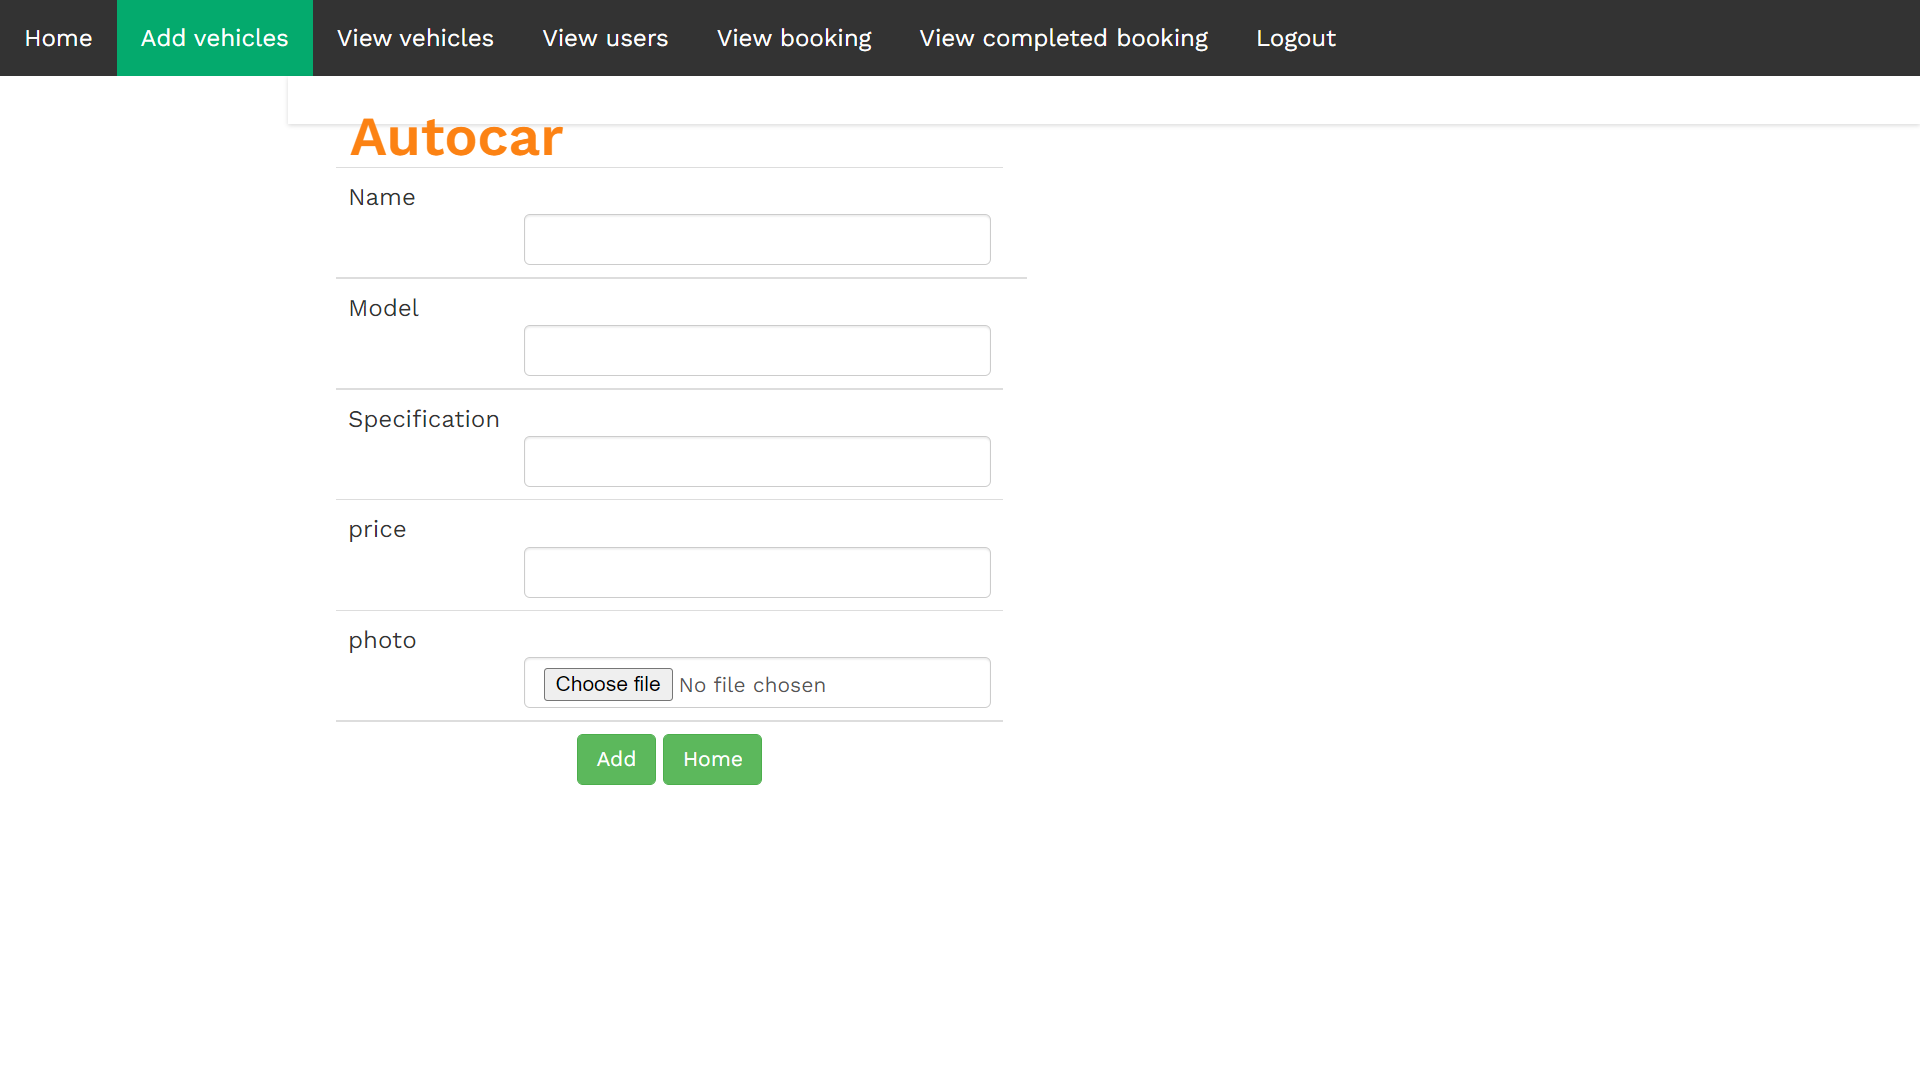 Home Add vehicles View vehicles View users View booking View completed booking Logout
Autocar
Name
Model
Specification
price
photo
Choose file No file chosen
Add Home